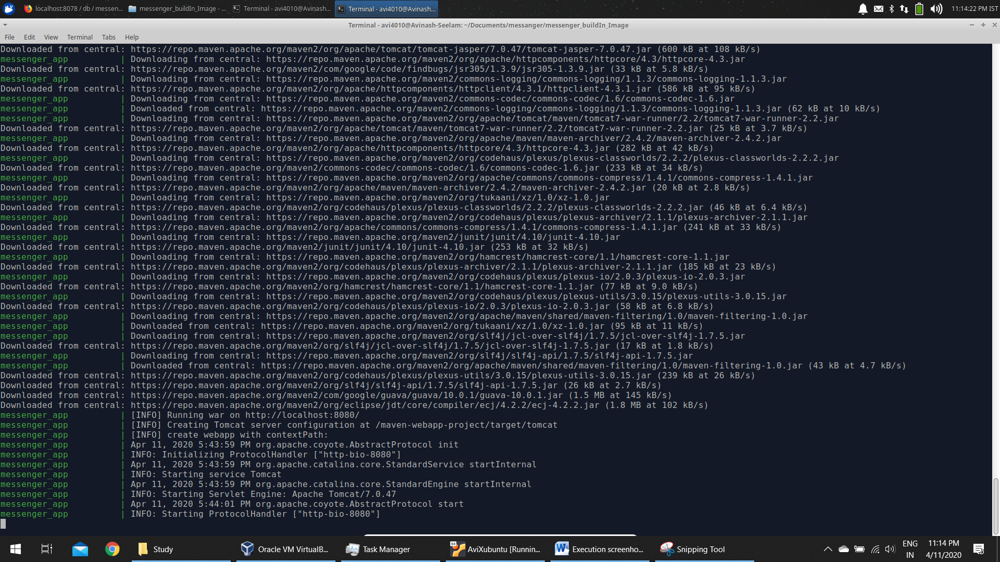 localhost:8078 / db / messen...
messenger_buildIn_Image - ...
Terminal - avi4010@Avinash...
Terminal - avi4010@Avinash...
11:14:22 PM IST
Terminal - avi4010@Avinash-Seelam: ~/Documents/messanger/messenger_buildIn_Image
File Edit View Terminal Tabs Help
Downloaded from central: https://repo.maven.apache.org/maven2/org/apache/tomcat/tomcat-jasper/7.0.47/tomcat-jasper-7.0.47.jar (600 kB at 108 kB/s)
messenger_app | Downloading from central: https://repo.maven.apache.org/maven2/org/apache/httpcomponents/httpcore/4.3/httpcore-4.3.jar
Downloaded from central: https://repo.maven.apache.org/maven2/com/google/code/findbugs/jsr305/1.3.9/jsr305-1.3.9.jar (33 kB at 5.8 kB/s)
messenger_app | Downloading from central: https://repo.maven.apache.org/maven2/commons-logging/commons-logging/1.1.3/commons-logging-1.1.3.jar
Downloaded from central: https://repo.maven.apache.org/maven2/org/apache/httpcomponents/httpclient/4.3.1/httpclient-4.3.1.jar (586 kB at 95 kB/s)
messenger_app | Downloading from central: https://repo.maven.apache.org/maven2/commons-codec/commons-codec/1.6/commons-codec-1.6.jar
messenger_app | Downloaded from central: https://repo.maven.apache.org/maven2/commons-logging/commons-logging/1.1.3/commons-logging-1.1.3.jar (62 kB at 10 kB/s)
messenger_app | Downloading from central: https://repo.maven.apache.org/maven2/org/apache/tomcat/maven/tomcat7-war-runner/2.2/tomcat7-war-runner-2.2.jar
Downloaded from central: https://repo.maven.apache.org/maven2/org/apache/tomcat/maven/tomcat7-war-runner/2.2/tomcat7-war-runner-2.2.jar (25 kB at 3.7 kB/s)
messenger_app | Downloading from central: https://repo.maven.apache.org/maven2/org/apache/maven/maven-archiver/2.4.2/maven-archiver-2.4.2.jar
Downloaded from central: https://repo.maven.apache.org/maven2/org/apache/httpcomponents/httpcore/4.3/httpcore-4.3.jar (282 kB at 42 kB/s)
messenger_app | Downloading from central: https://repo.maven.apache.org/maven2/org/codehaus/plexus/plexus-classworlds/2.2.2/plexus-classworlds-2.2.2.jar
Downloaded from central: https://repo.maven.apache.org/maven2/commons-codec/commons-codec/1.6/commons-codec-1.6.jar (233 kB at 34 kB/s)
messenger_app | Downloading from central: https://repo.maven.apache.org/maven2/org/apache/commons/commons-compress/1.4.1/commons-compress-1.4.1.jar
Downloaded from central: https://repo.maven.apache.org/maven2/org/apache/maven/maven-archiver/2.4.2/maven-archiver-2.4.2.jar (20 kB at 2.8 kB/s)
messenger_app | Downloading from central: https://repo.maven.apache.org/maven2/org/tukaani/xz/1.0/xz-1.0.jar
Downloaded from central: https://repo.maven.apache.org/maven2/org/codehaus/plexus/plexus-classworlds/2.2.2/plexus-classworlds-2.2.2.jar (46 kB at 6.4 kB/s)
messenger_app | Downloading from central: https://repo.maven.apache.org/maven2/org/codehaus/plexus/plexus-archiver/2.1.1/plexus-archiver-2.1.1.jar
Downloaded from central: https://repo.maven.apache.org/maven2/org/apache/commons/commons-compress/1.4.1/commons-compress-1.4.1.jar (241 kB at 33 kB/s)
messenger_app | Downloading from central: https://repo.maven.apache.org/maven2/junit/junit/4.10/junit-4.10.jar
Downloaded from central: https://repo.maven.apache.org/maven2/junit/junit/4.10/junit-4.10.jar (253 kB at 32 kB/s)
messenger_app | Downloading from central: https://repo.maven.apache.org/maven2/org/hamcrest/hamcrest-core/1.1/hamcrest-core-1.1.jar
Downloaded from central: https://repo.maven.apache.org/maven2/org/codehaus/plexus/plexus-archiver/2.1.1/plexus-archiver-2.1.1.jar (185 kB at 23 kB/s)
messenger_app | Downloading from central: https://repo.maven.apache.org/maven2/org/codehaus/plexus/plexus-io/2.0.3/plexus-io-2.0.3.jar
Downloaded from central: https://repo.maven.apache.org/maven2/org/hamcrest/hamcrest-core/1.1/hamcrest-core-1.1.jar (77 kB at 9.0 kB/s)
messenger_app | Downloading from central: https://repo.maven.apache.org/maven2/org/codehaus/plexus/plexus-utils/3.0.15/plexus-utils-3.0.15.jar
Downloaded from central: https://repo.maven.apache.org/maven2/org/codehaus/plexus/plexus-io/2.0.3/plexus-io-2.0.3.jar (58 kB at 6.8 kB/s)
messenger_app | Downloading from central: https://repo.maven.apache.org/maven2/org/apache/maven/shared/maven-filtering/1.0/maven-filtering-1.0.jar
messenger_app | Downloaded from central: https://repo.maven.apache.org/maven2/org/tukaani/xz/1.0/xz-1.0.jar (95 kB at 11 kB/s)
messenger_app | Downloading from central: https://repo.maven.apache.org/maven2/org/slf4j/jcl-over-slf4j/1.7.5/jcl-over-slf4j-1.7.5.jar
Downloaded from central: https://repo.maven.apache.org/maven2/org/slf4j/jcl-over-slf4j/1.7.5/jcl-over-slf4j-1.7.5.jar (17 kB at 1.8 kB/s)
messenger_app | Downloading from central: https://repo.maven.apache.org/maven2/org/slf4j/slf4j-api/1.7.5/slf4j-api-1.7.5.jar
messenger_app | Downloaded from central: https://repo.maven.apache.org/maven2/org/apache/maven/shared/maven-filtering/1.0/maven-filtering-1.0.jar (43 kB at 4.7 kB/s)
Downloaded from central: https://repo.maven.apache.org/maven2/org/codehaus/plexus/plexus-utils/3.0.15/plexus-utils-3.0.15.jar (239 kB at 26 kB/s)
Downloaded from central: https://repo.maven.apache.org/maven2/org/slf4j/slf4j-api/1.7.5/slf4j-api-1.7.5.jar (26 kB at 2.7 kB/s)
Downloaded from central: https://repo.maven.apache.org/maven2/com/google/guava/guava/10.0.1/guava-10.0.1.jar (1.5 MB at 145 kB/s)
Downloaded from central: https://repo.maven.apache.org/maven2/org/eclipse/jdt/core/compiler/ecj/4.2.2/ecj-4.2.2.jar (1.8 MB at 102 kB/s)
messenger_app | [INFO] Running war on http://localhost:8080/
messenger_app | [INFO] Creating Tomcat server configuration at /maven-webapp-project/target/tomcat
messenger_app | [INFO] create webapp with contextPath:
messenger_app | Apr 11, 2020 5:43:59 PM org.apache.coyote.AbstractProtocol init
messenger_app | INFO: Initializing ProtocolHandler ["http-bio-8080"]
messenger_app | Apr 11, 2020 5:43:59 PM org.apache.catalina.core.StandardService startInternal
messenger_app | INFO: Starting service Tomcat
messenger_app | Apr 11, 2020 5:43:59 PM org.apache.catalina.core.StandardEngine startInternal
messenger_app | INFO: Starting Servlet Engine: Apache Tomcat/7.0.47
messenger_app | Apr 11, 2020 5:44:01 PM org.apache.coyote.AbstractProtocol start
messenger_app | INFO: Starting ProtocolHandler ["http-bio-8080"]
Study
Oracle VM VirtualB...
Task Manager
AviXubuntu [Runnin...
Execution screensho...
Snipping Tool
ENG
IN
11:14 PM
4/11/2020